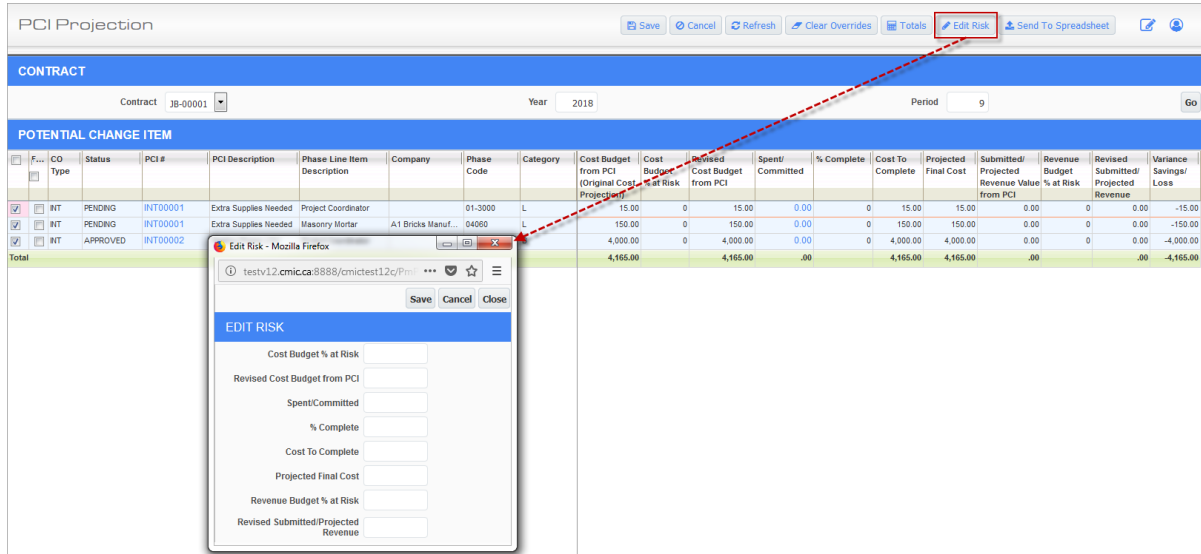 PCI Projection
Save Cancel Refresh Clear Overrides Totals Edit Risk Send To Spreadsheet
CONTRACT
Contract JB-00001 Year 2018 Period 9 Go
POTENTIAL CHANGE ITEM
F... CO Status PCI # PCI Description Phase Line Item Company Phase Category Cost Budget Cost Revised Spent/ % Complete Cost To Projected Submitted/ Revenue Revised Variance
Type Description Code from PCI Budget Cost Budget Committed Complete Final Cost Projected Budget Submitted/ Savings/
(Original Cost % at Risk from PCI Revenue Value % at Risk Projected Loss
Projection) from PCI Revenue
INT PENDING INT00001 Extra Supplies Needed Project Coordinator 01-3000 L 15.00 0 15.00 0.00 0 15.00 15.00 0.00 0 0.00 -15.00
INT PENDING INT00001 Extra Supplies Needed Masonry Mortar A1 Bricks Manuf... 04060 L 150.00 0 150.00 0.00 0 150.00 150.00 0.00 0 0.00 -150.00
INT APPROVED INT00002 4,000.00 0 4,000.00 0.00 0 4,000.00 4,000.00 0.00 0 0.00 -4,000.00
Total 4,165.00 4,165.00 .00 4,165.00 4,165.00 .00 .00 -4,165.00
Edit Risk - Mozilla Firefox
testv12.cmic.ca:8888/cmictest12c/Pm
Save Cancel Close
EDIT RISK
Cost Budget % at Risk
Revised Cost Budget from PCI
Spent/Committed
% Complete
Cost To Complete
Projected Final Cost
Revenue Budget % at Risk
Revised Submitted/Projected
Revenue